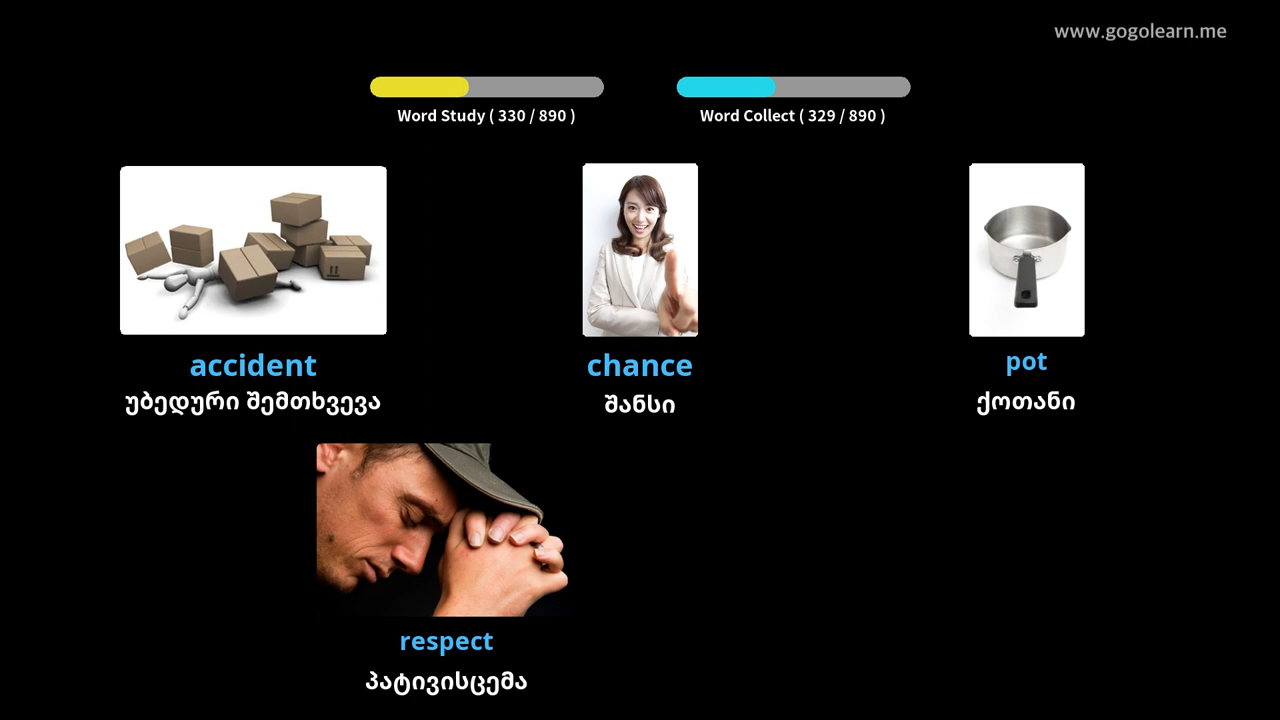 www.gogolearn.me
Word Study ( 330 / 890 )
Word Collect ( 329 / 890 )
accident
უბედური შემთხვევა
chance
შანსი
pot
ქოთანი
respect
პატივისცემა